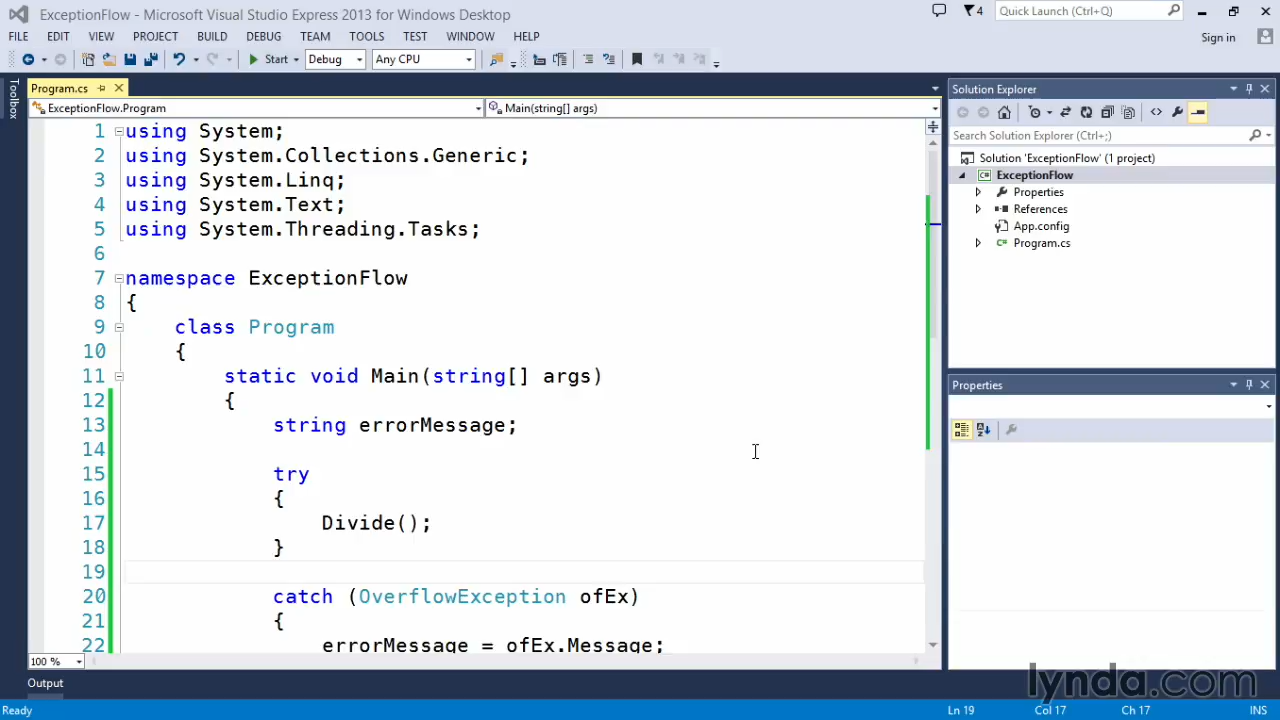 ExceptionFlow - Microsoft Visual Studio Express 2013 for Windows Desktop
4
Quick Launch (Ctrl+Q)
FILE EDIT VIEW PROJECT BUILD DEBUG TEAM TOOLS TEST WINDOW HELP
Sign in
Start Debug Any CPU
Toolbox
Program.cs
ExceptionFlow.Program
Main(string[] args)
1 using System;
2 using System.Collections.Generic;
3 using System.Linq;
4 using System.Text;
5 using System.Threading.Tasks;
6
7 namespace ExceptionFlow
8 {
9 class Program
10 {
11 static void Main(string[] args)
12 {
13 string errorMessage;
14
15 try
16 {
17 Divide();
18 }
19
20 catch (OverflowException ofEx)
21 {
22 errorMessage = ofEx.Message;
100 %
Output
Solution Explorer
Search Solution Explorer (Ctrl+;)
Solution 'ExceptionFlow' (1 project)
ExceptionFlow
Properties
References
App.config
Program.cs
Properties
lynda.com
Ready
Ln 19 Col 17 Ch 17 INS